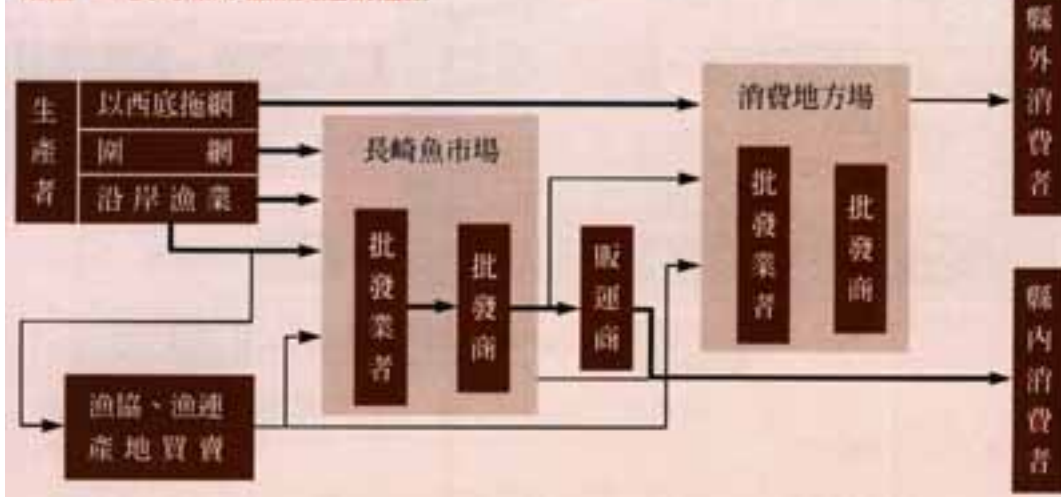 生產者
以西底拖網
圍網
沿岸漁業
漁協、漁連
產地買賣
長崎魚市場
批發業者
批發商
販運商
消費地方場
批發業者
批發商
縣外消費者
縣內消費者